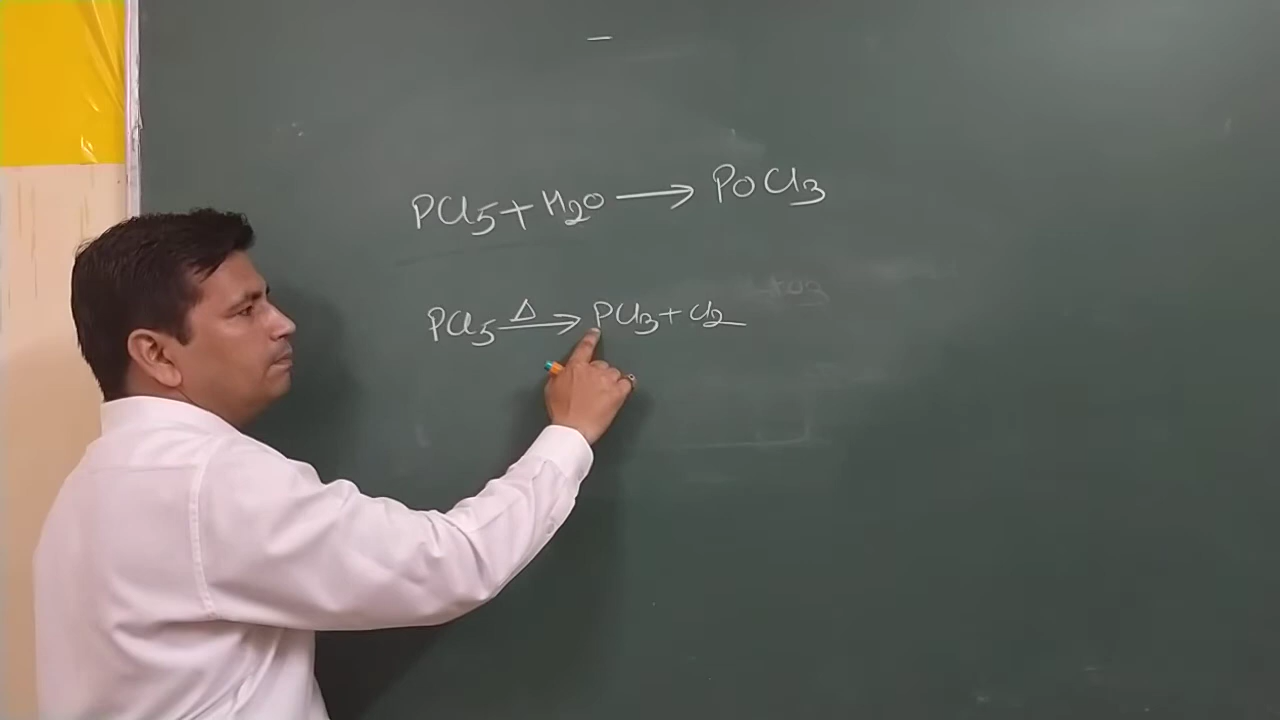 PCl5 + H2O ⟶ POCl3
PCl5 Δ⟶ PCl3 + Cl2